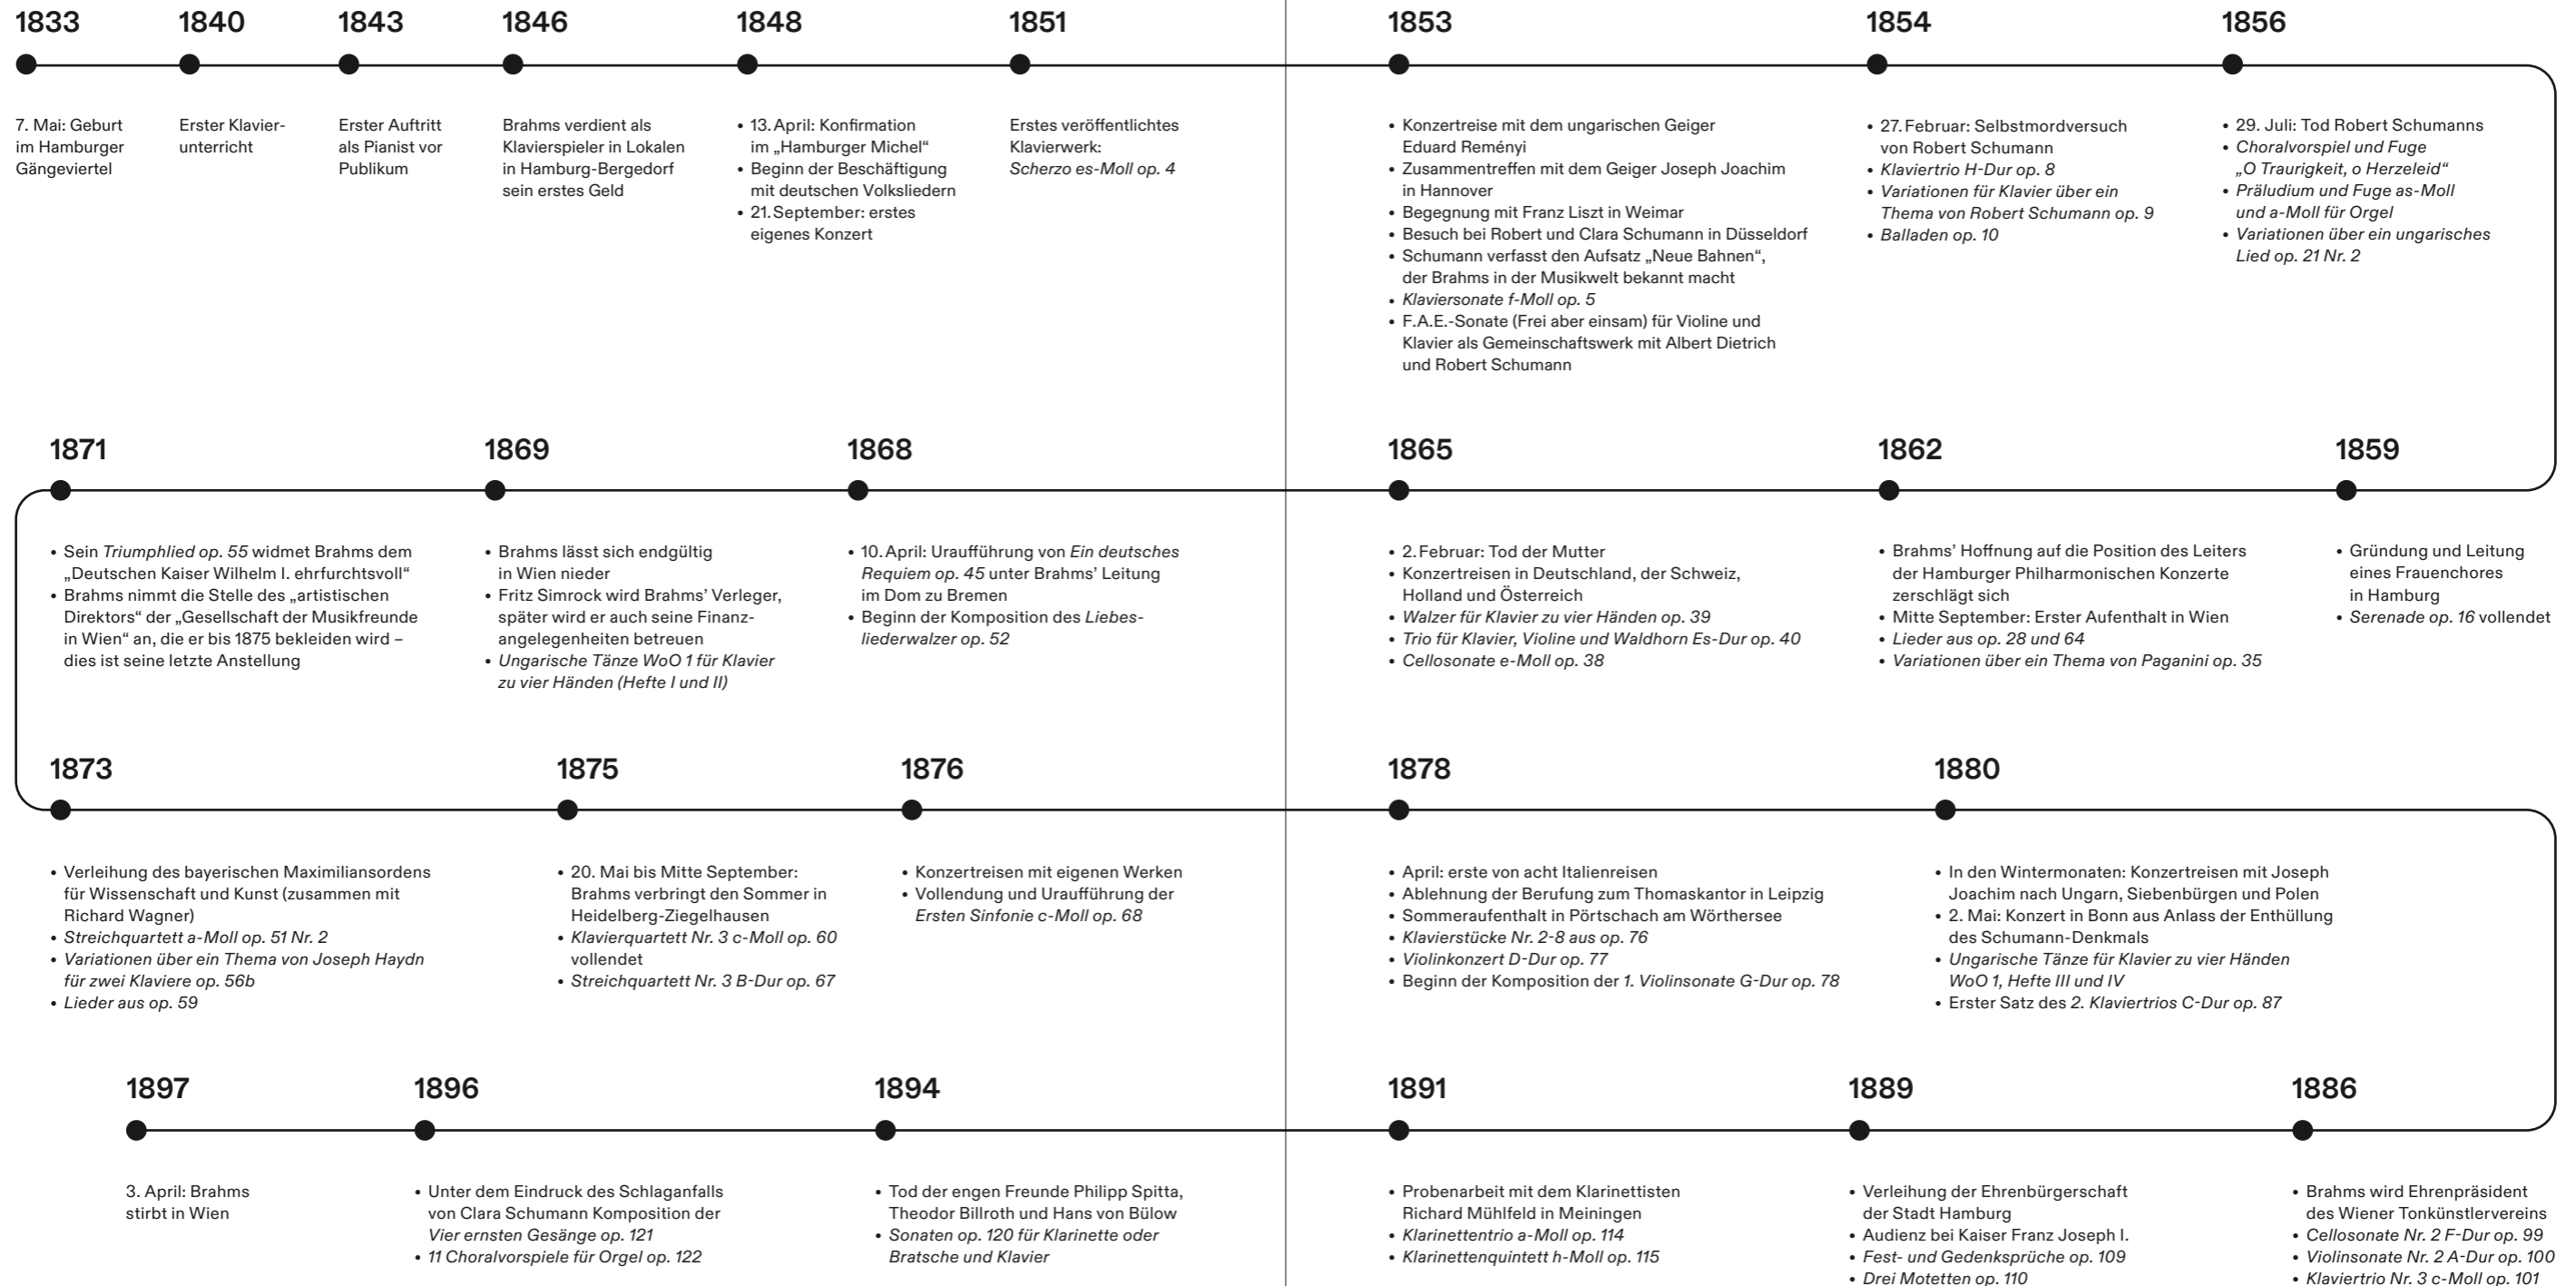 1833
7. Mai: Geburt
im Hamburger
Gängeviertel
1840
Erster Klavier-
unterricht
1843
Erster Auftritt
als Pianist vor
Publikum
1846
Brahms verdient als
Klavierspieler in Lokalen
in Hamburg-Bergedorf
sein erstes Geld
1848
• 13. April: Konfirmation
im „Hamburger Michel“
• Beginn der Beschäftigung
mit deutschen Volksliedern
• 21. September: erstes
eigenes Konzert
1851
Erstes veröffentlichtes
Klavierwerk:
Scherzo es-Moll op. 4
1853
• Konzertreise mit dem ungarischen Geiger
Eduard Reményi
• Zusammentreffen mit dem Geiger Joseph Joachim
in Hannover
• Begegnung mit Franz Liszt in Weimar
• Besuch bei Robert und Clara Schumann in Düsseldorf
• Schumann verfasst den Aufsatz „Neue Bahnen“,
der Brahms in der Musikwelt bekannt macht
• Klaviersonate f-Moll op. 5
• F.A.E.-Sonate (Frei aber einsam) für Violine und
Klavier als Gemeinschaftswerk mit Albert Dietrich
und Robert Schumann
1854
• 27. Februar: Selbstmordversuch
von Robert Schumann
• Klaviertrio H-Dur op. 8
• Variationen für Klavier über ein
Thema von Robert Schumann op. 9
• Balladen op. 10
1856
• 29. Juli: Tod Robert Schumanns
• Choralvorspiel und Fuge
„O Traurigkeit, o Herzeleid“
• Präludium und Fuge as-Moll
und a-Moll für Orgel
• Variationen über ein ungarisches
Lied op. 21 Nr. 2
1859
• Gründung und Leitung
eines Frauenchores
in Hamburg
• Serenade op. 16 vollendet
1862
• Brahms’ Hoffnung auf die Position des Leiters
der Hamburger Philharmonischen Konzerte
zerschlägt sich
• Mitte September: Erster Aufenthalt in Wien
• Lieder aus op. 28 und 64
• Variationen über ein Thema von Paganini op. 35
1865
• 2. Februar: Tod der Mutter
• Konzertreisen in Deutschland, der Schweiz,
Holland und Österreich
• Walzer für Klavier zu vier Händen op. 39
• Trio für Klavier, Violine und Waldhorn Es-Dur op. 40
• Cellosonate e-Moll op. 38
1868
• 10. April: Uraufführung von Ein deutsches
Requiem op. 45 unter Brahms’ Leitung
im Dom zu Bremen
• Beginn der Komposition des Liebes-
liederwalzer op. 52
1869
• Brahms lässt sich endgültig
in Wien nieder
• Fritz Simrock wird Brahms’ Verleger,
später wird er auch seine Finanz-
angelegenheiten betreuen
• Ungarische Tänze WoO 1 für Klavier
zu vier Händen (Hefte I und II)
1871
• Sein Triumphlied op. 55 widmet Brahms dem
„Deutschen Kaiser Wilhelm I. ehrfurchtsvoll“
• Brahms nimmt die Stelle des „artistischen
Direktors“ der „Gesellschaft der Musikfreunde
in Wien“ an, die er bis 1875 bekleiden wird –
dies ist seine letzte Anstellung
1873
• Verleihung des bayerischen Maximiliansordens
für Wissenschaft und Kunst (zusammen mit
Richard Wagner)
• Streichquartett a-Moll op. 51 Nr. 2
• Variationen über ein Thema von Joseph Haydn
für zwei Klaviere op. 56b
• Lieder aus op. 59
1875
• 20. Mai bis Mitte September:
Brahms verbringt den Sommer in
Heidelberg-Ziegelhausen
• Klavierquartett Nr. 3 c-Moll op. 60
vollendet
• Streichquartett Nr. 3 B-Dur op. 67
1876
• Konzertreisen mit eigenen Werken
• Vollendung und Uraufführung der
Ersten Sinfonie c-Moll op. 68
1878
• April: erste von acht Italienreisen
• Ablehnung der Berufung zum Thomaskantor in Leipzig
• Sommeraufenthalt in Pörtschach am Wörthersee
• Klavierstücke Nr. 2-8 aus op. 76
• Violinkonzert D-Dur op. 77
• Beginn der Komposition der 1. Violinsonate G-Dur op. 78
1880
• In den Wintermonaten: Konzertreisen mit Joseph
Joachim nach Ungarn, Siebenbürgen und Polen
• 2. Mai: Konzert in Bonn aus Anlass der Enthüllung
des Schumann-Denkmals
• Ungarische Tänze für Klavier zu vier Händen
WoO 1, Hefte III und IV
• Erster Satz des 2. Klaviertrios C-Dur op. 87
1886
• Brahms wird Ehrenpräsident
des Wiener Tonkünstlervereins
• Cellosonate Nr. 2 F-Dur op. 99
• Violinsonate Nr. 2 A-Dur op. 100
• Klaviertrio Nr. 3 c-Moll op. 101
1889
• Verleihung der Ehrenbürgerschaft
der Stadt Hamburg
• Audienz bei Kaiser Franz Joseph I.
• Fest- und Gedenksprüche op. 109
• Drei Motetten op. 110
1891
• Probenarbeit mit dem Klarinettisten
Richard Mühlfeld in Meiningen
• Klarinettentrio a-Moll op. 114
• Klarinettenquintett h-Moll op. 115
1894
• Tod der engen Freunde Philipp Spitta,
Theodor Billroth und Hans von Bülow
• Sonaten op. 120 für Klarinette oder
Bratsche und Klavier
1896
• Unter dem Eindruck des Schlaganfalls
von Clara Schumann Komposition der
Vier ernsten Gesänge op. 121
• 11 Choralvorspiele für Orgel op. 122
1897
3. April: Brahms
stirbt in Wien